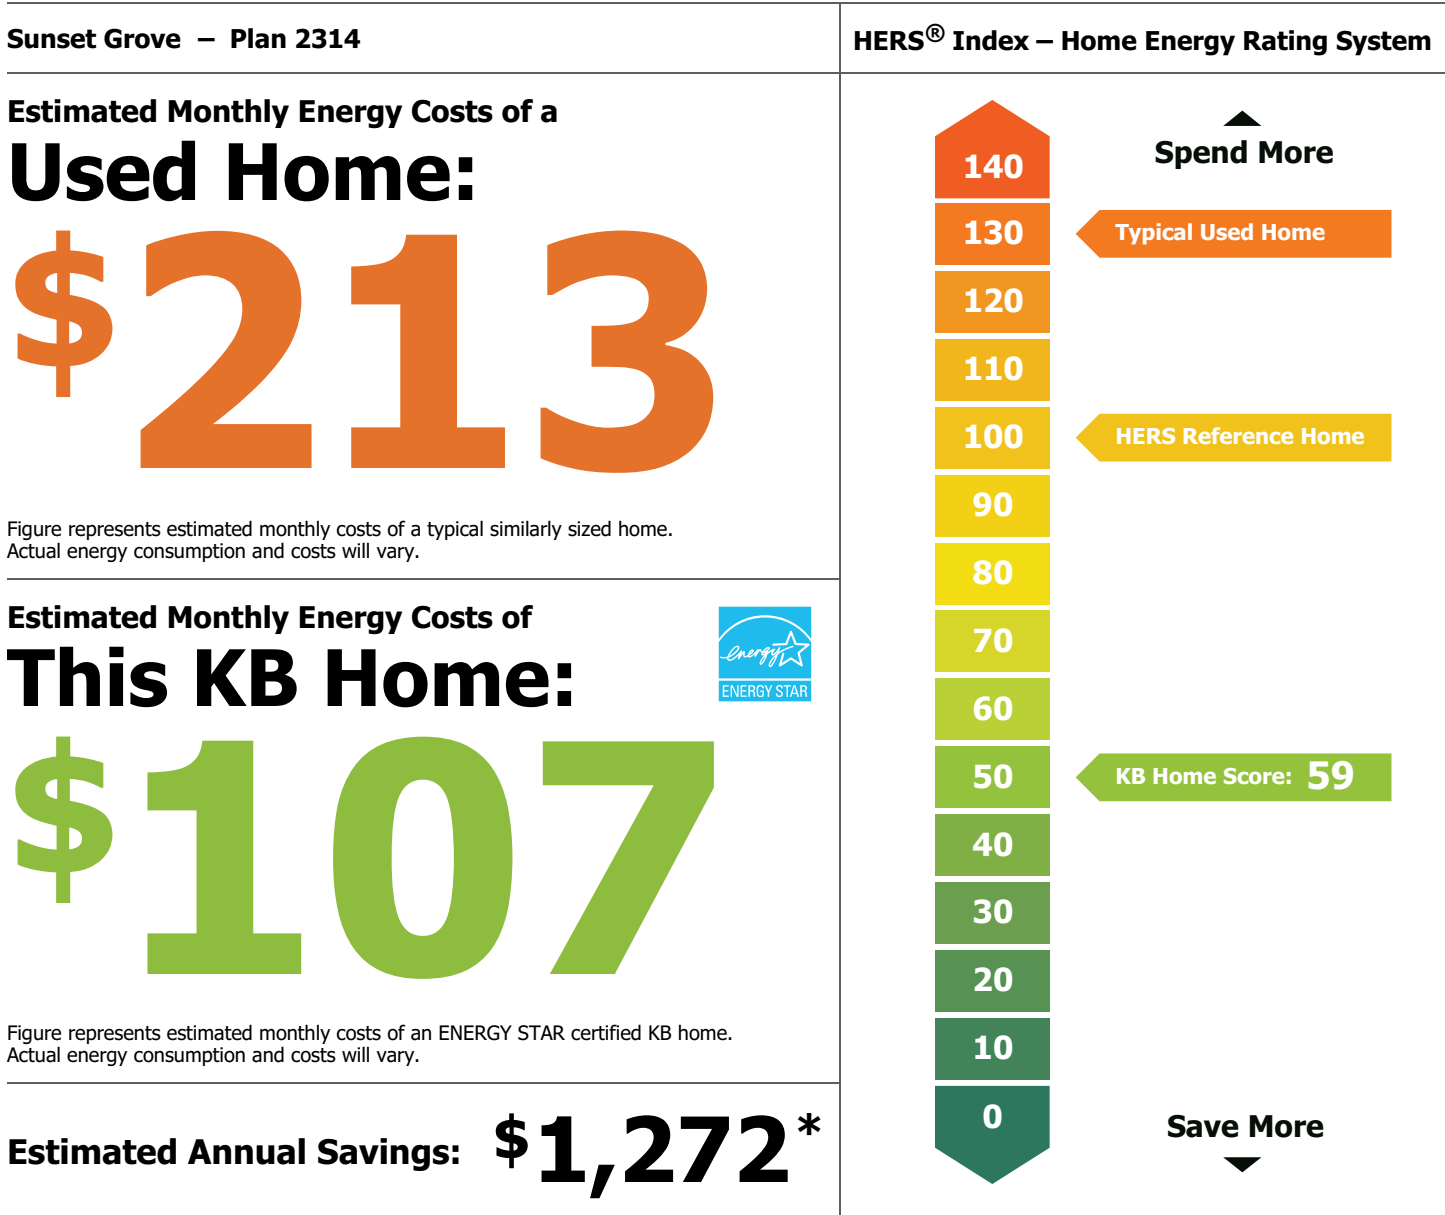 Sunset Grove – Plan 2314
Estimated Monthly Energy Costs of a
Used Home:
$213
Figure represents estimated monthly costs of a typical similarly sized home.
Actual energy consumption and costs will vary.
Estimated Monthly Energy Costs of
This KB Home:
energy
ENERGY STAR
$107
Figure represents estimated monthly costs of an ENERGY STAR certified KB home.
Actual energy consumption and costs will vary.
Estimated Annual Savings: $1,272*
HERS® Index – Home Energy Rating System
Spend More
140
130 Typical Used Home
120
110
100 HERS Reference Home
90
80
70
60
50 KB Home Score: 59
40
30
20
10
0
Save More